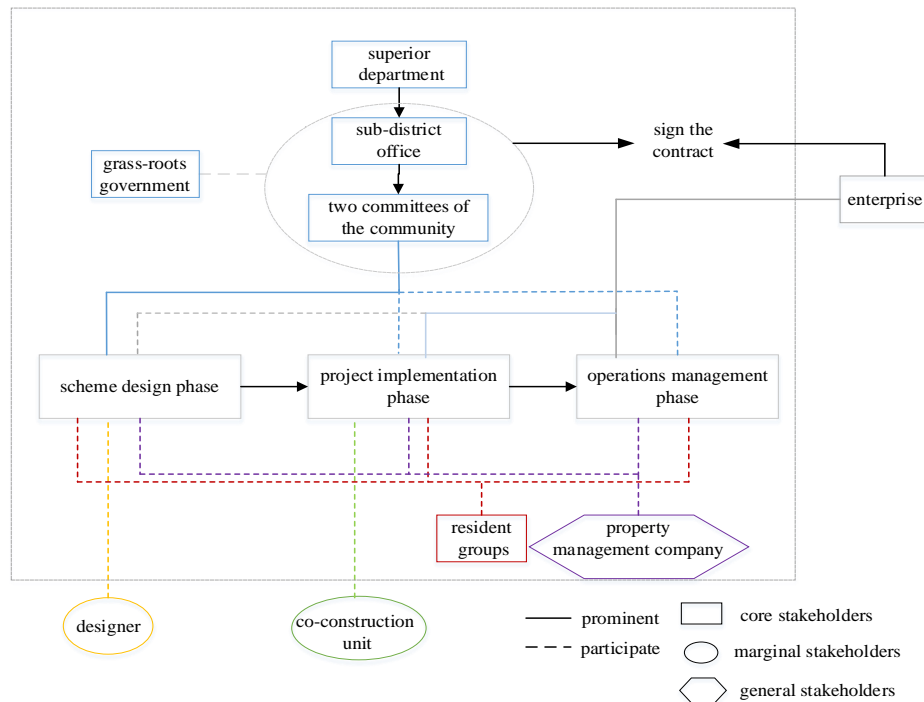 superior
department
sub-district
office
sign the
contract
grass-roots
government
two committees of
the community
enterprise
scheme design phase
project implementation
phase
operations management
phase
resident
groups
property
management company
designer
co-construction
unit
prominent
participate
core stakeholders
marginal stakeholders
general stakeholders